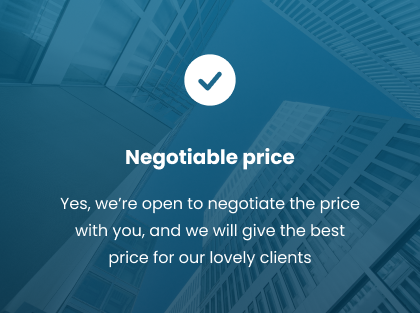 Negotiable price
Yes, we’re open to negotiate the price
with you, and we will give the best
price for our lovely clients